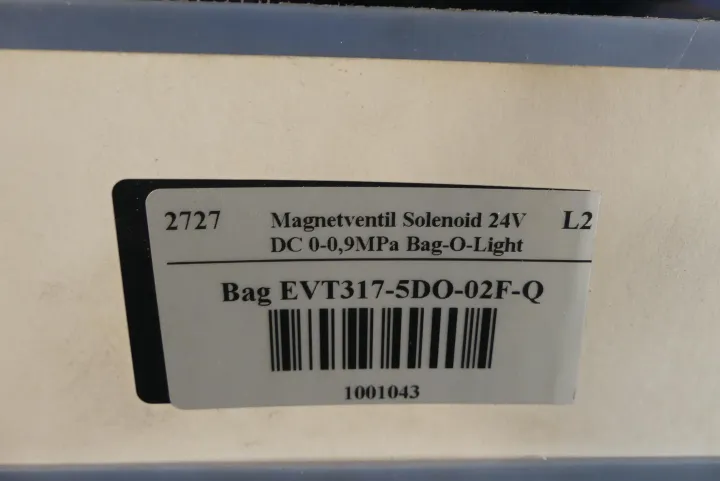 2727 Magnetventil Solenoid 24V L2
DC 0-0,9MPa Bag-O-Light
Bag EVT317-5DO-02F-Q
1001043